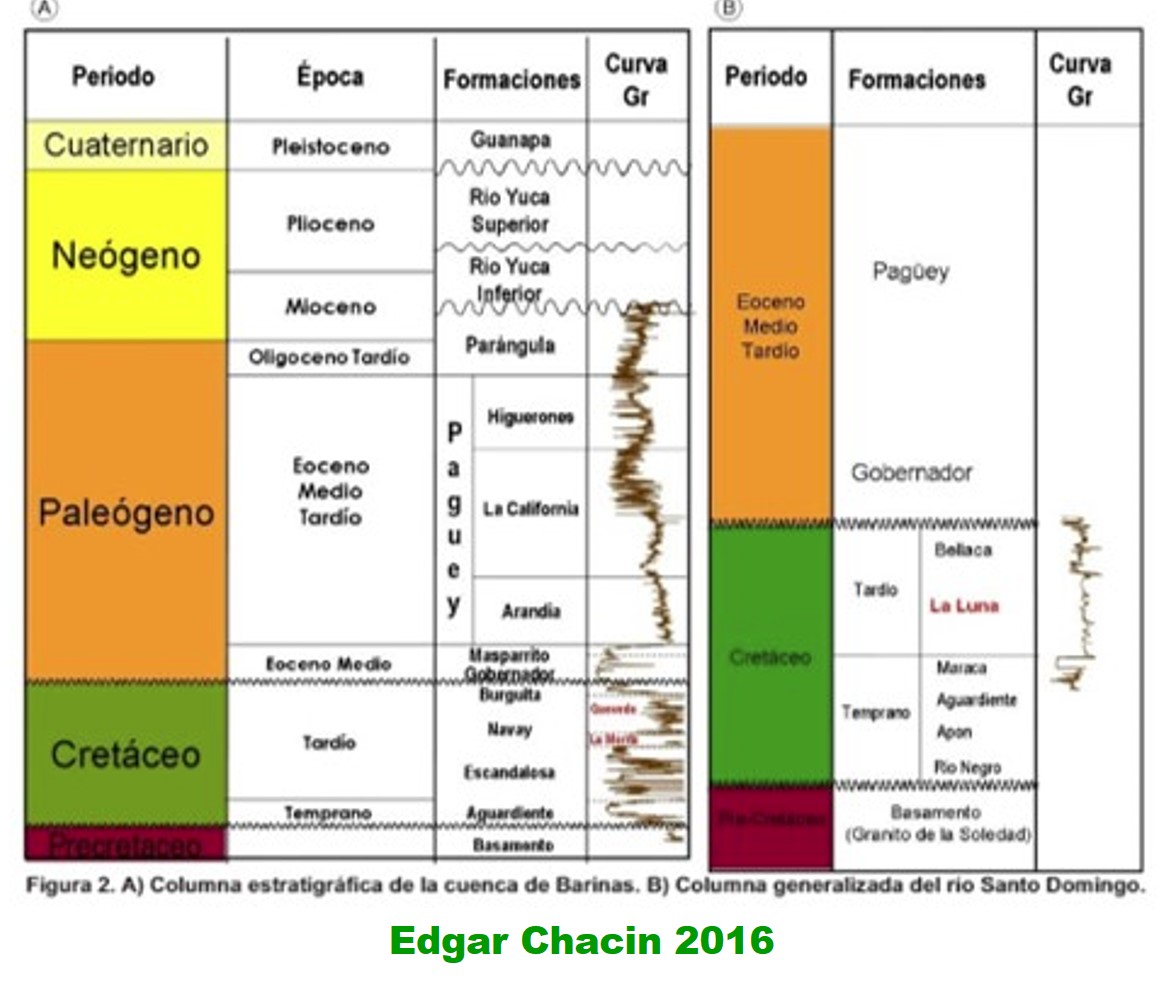 A
B
Periodo
Época
Formaciones
Curva
Gr
Cuaternario
Pleistoceno
Guanapa
Neógeno
Plioceno
Rio Yuca
Superior
Mioceno
Rio Yuca
Inferior
Paleógeno
Oligoceno Tardío
Parángula
Eoceno
Medio
Tardío
P
a
g
u
e
y
Higuerones
La California
Arandia
Eoceno Medio
Masparrito
Gobernador
Cretáceo
Tardío
Burguita
Quevedo
Navay
La Morita
Escandalosa
Temprano
Aguardiente
Precretaceo
Basamento
Periodo
Formaciones
Curva
Gr
Eoceno
Medio
Tardío
Pagüey
Gobernador
Cretáceo
Tardío
Bellaca
La Luna
Temprano
Maraca
Aguardiente
Apon
Rio Negro
Pre-Cretáceo
Basamento
(Granito de la Soledad)
Figura 2. A) Columna estratigráfica de la cuenca de Barinas. B) Columna generalizada del río Santo Domingo.
Edgar Chacin 2016